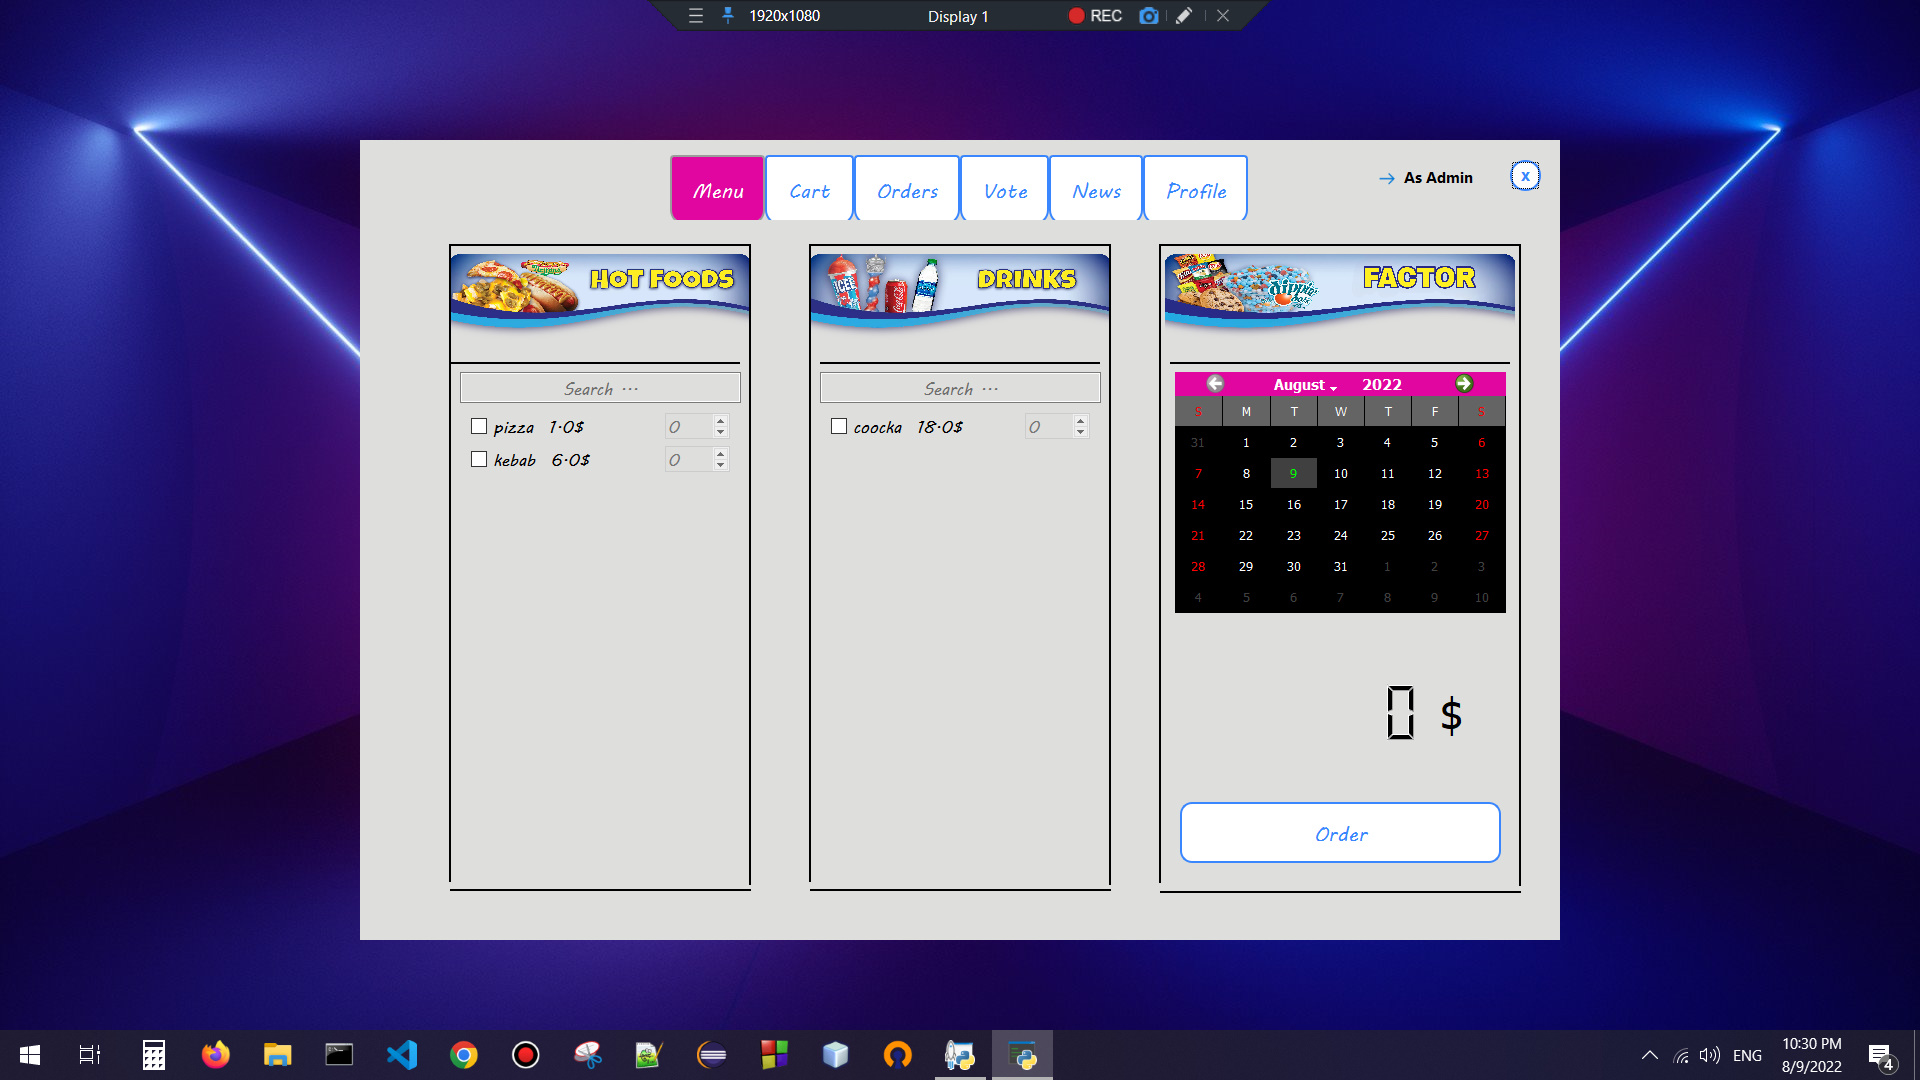 1920x1080 Display 1 REC
Menu Cart Orders Vote News Profile
As Admin x
HOT FOODS
Search ...
pizza 1.0$ 0
kebab 6.0$ 0
ICEE
DRINKS
Search ...
coocka 18.0$ 0
dippin' dots
FACTOR
August 2022
S M T W T F S
31 1 2 3 4 5 6
7 8 9 10 11 12 13
14 15 16 17 18 19 20
21 22 23 24 25 26 27
28 29 30 31 1 2 3
4 5 6 7 8 9 10
0 $
Order
ENG
10:30 PM
8/9/2022
4